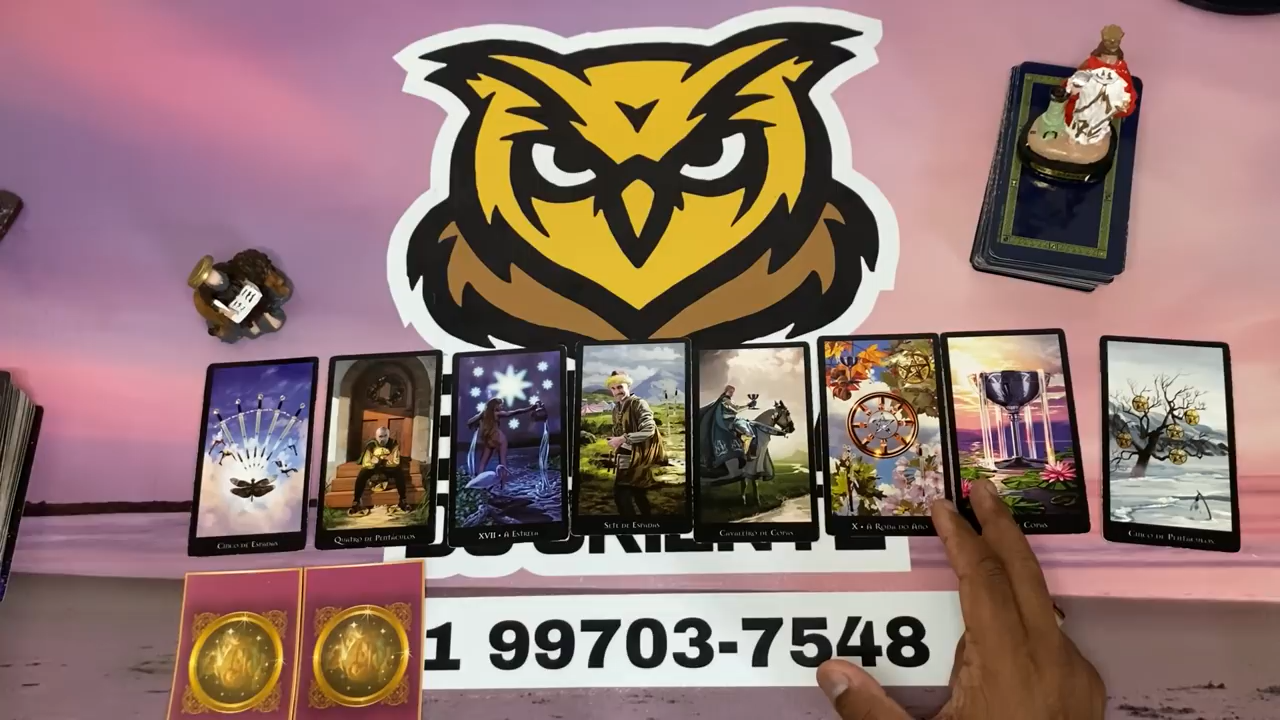 Cinco de Espadas
Quatro de Pentáculos
XVII • A Estrela
Sete de Espadas
Cavaleiro de Copas
X • A Roda do Ano
Copas
Cinco de Pentáculos
ORIENTE
1 99703-7548